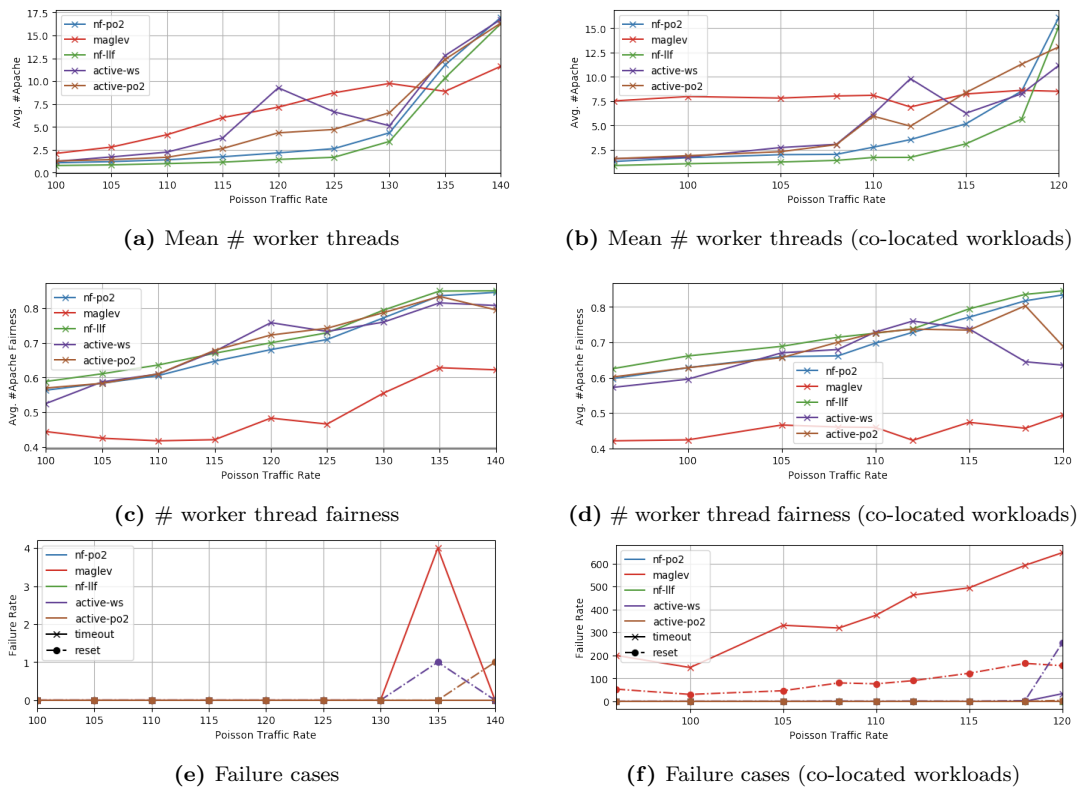 17.5
15.0
12.5
10.0
7.5
5.0
2.5
0.0
Avg. #Apache
nf-po2
maglev
nf-llf
active-ws
active-po2
100 105 110 115 120 125 130 135 140
Poisson Traffic Rate
(a) Mean # worker threads
15.0
12.5
10.0
7.5
5.0
2.5
Avg. #Apache
nf-po2
maglev
nf-llf
active-ws
active-po2
100 105 110 115 120
Poisson Traffic Rate
(b) Mean # worker threads (co-located workloads)
0.8
0.7
0.6
0.5
0.4
Avg. #Apache Fairness
nf-po2
maglev
nf-llf
active-ws
active-po2
100 105 110 115 120 125 130 135 140
Poisson Traffic Rate
(c) # worker thread fairness
0.8
0.7
0.6
0.5
0.4
Avg. #Apache Fairness
nf-po2
maglev
nf-llf
active-ws
active-po2
100 105 110 115 120
Poisson Traffic Rate
(d) # worker thread fairness (co-located workloads)
4
3
2
1
0
Failure Rate
nf-po2
maglev
nf-llf
active-ws
active-po2
timeout
reset
100 105 110 115 120 125 130 135 140
Poisson Traffic Rate
(e) Failure cases
600
500
400
300
200
100
0
Failure Rate
nf-po2
maglev
nf-llf
active-ws
active-po2
timeout
reset
100 105 110 115 120
Poisson Traffic Rate
(f) Failure cases (co-located workloads)